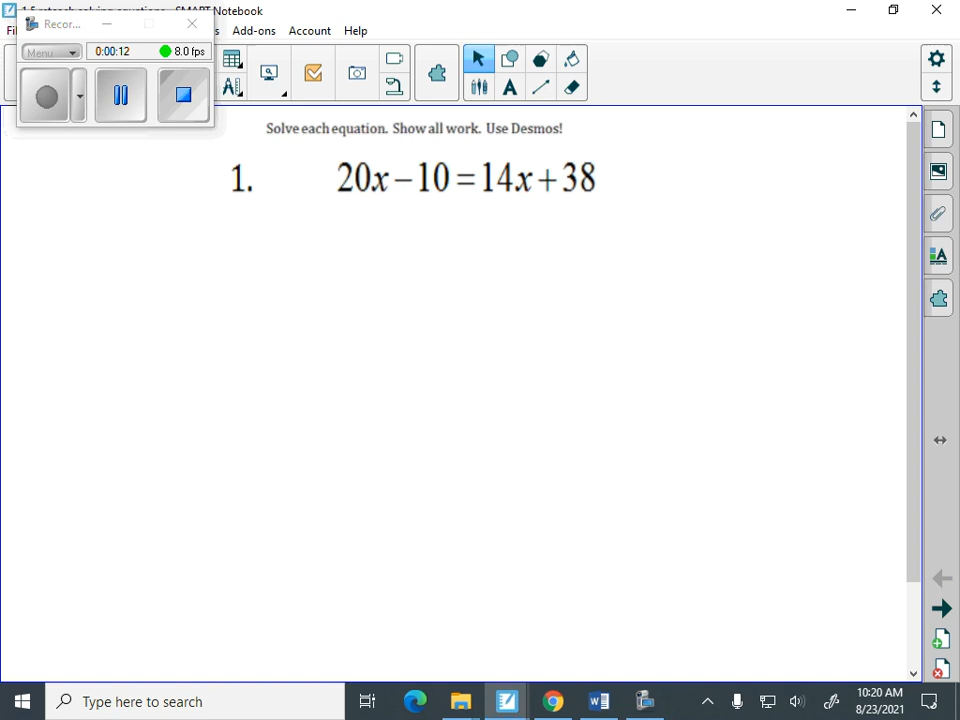 Recor...
SMART Notebook
Add-ons Account Help
Menu 0:00:12 8.0 fps
Solve each equation. Show all work. Use Desmos!
1. 20x − 10 = 14x + 38
Type here to search
10:20 AM
8/23/2021